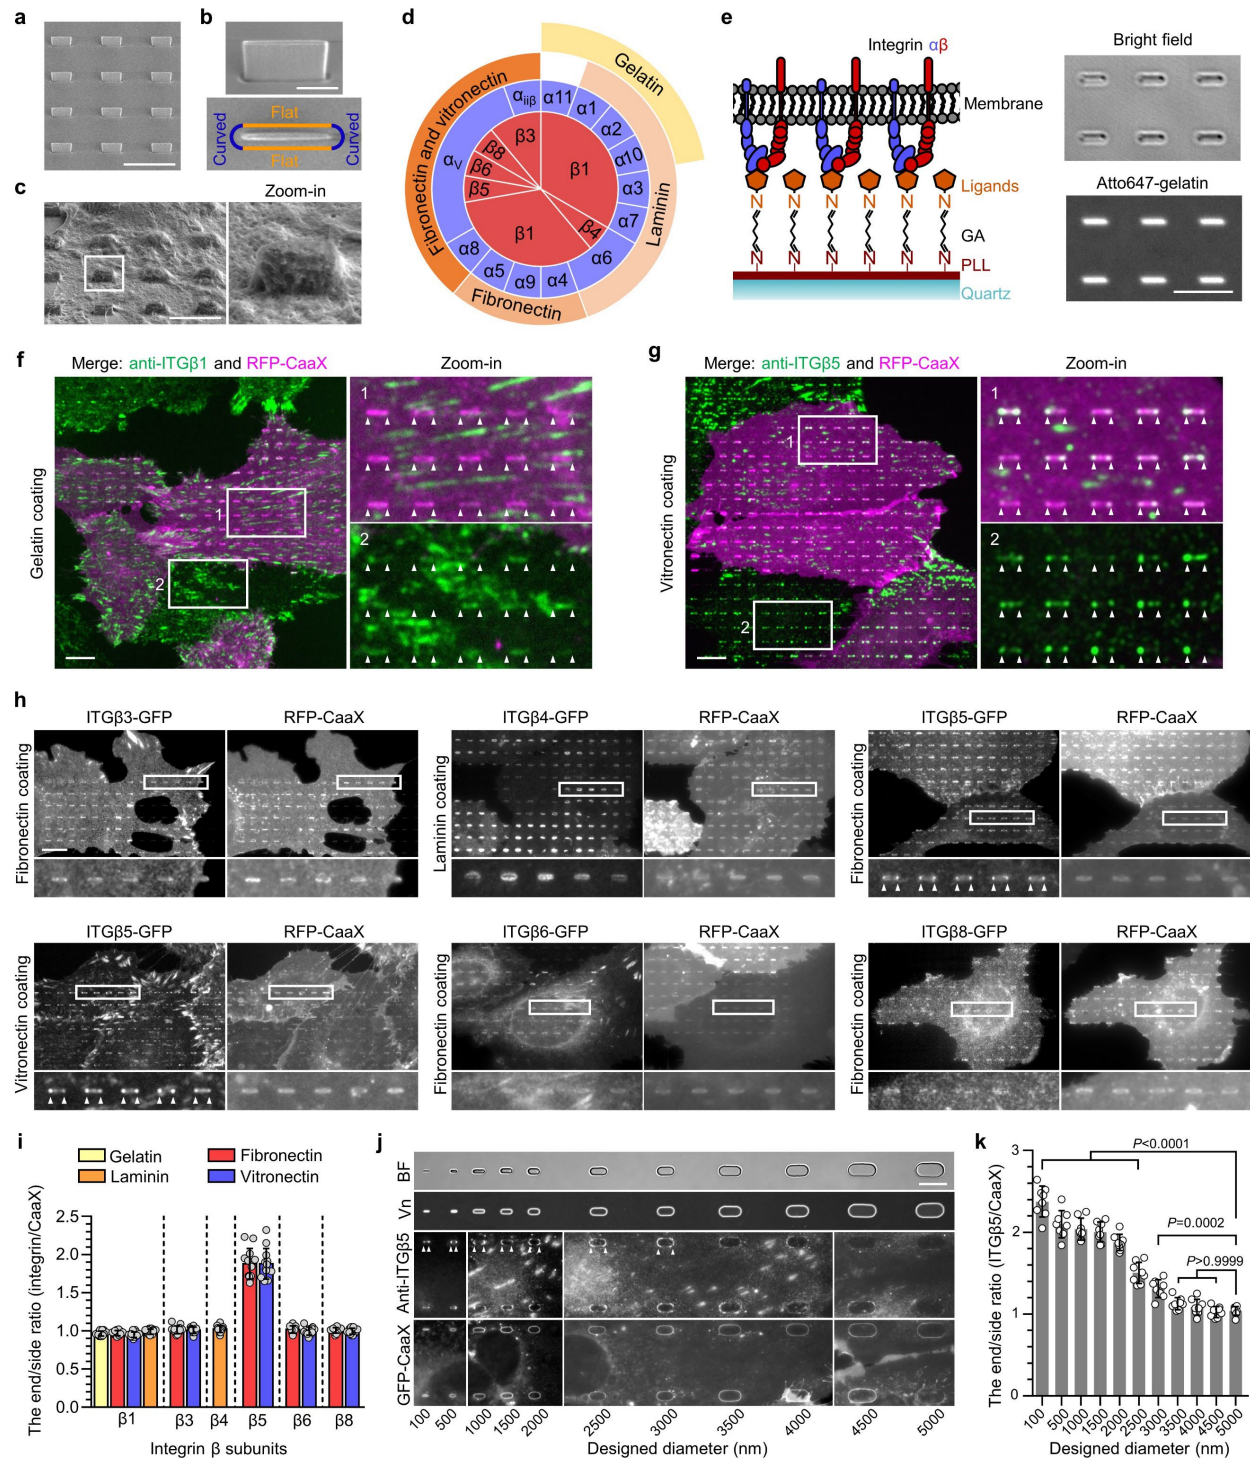 a
b
Flat
Curved
Curved
Flat
c
Zoom-in
d
Gelatin
Fibronectin and vitronectin
Laminin
Fibronectin
αiiβ
α11
α1
α2
α10
α3
α7
α6
α4
α9
α5
α8
αV
β3
β1
β4
β1
β5
β6
β8
e
Integrin αβ
Membrane
Ligands
N N N N N N
GA
N N N N N N
PLL
Quartz
Bright field
Atto647-gelatin
f
Merge: anti-ITGβ1 and RFP-CaaX
Zoom-in
Gelatin coating
1
2
1
2
g
Merge: anti-ITGβ5 and RFP-CaaX
Zoom-in
Vitronectin coating
1
2
1
2
h
ITGβ3-GFP
RFP-CaaX
Fibronectin coating
ITGβ4-GFP
RFP-CaaX
Laminin coating
ITGβ5-GFP
RFP-CaaX
Fibronectin coating
ITGβ5-GFP
RFP-CaaX
Vitronectin coating
ITGβ6-GFP
RFP-CaaX
Fibronectin coating
ITGβ8-GFP
RFP-CaaX
Fibronectin coating
i
Gelatin
Fibronectin
Laminin
Vitronectin
The end/side ratio (integrin/CaaX)
2.5
2.0
1.5
1.0
0.5
0.0
β1 β3 β4 β5 β6 β8
Integrin β subunits
j
BF
Vn
Anti-ITGβ5
GFP-CaaX
100 500 1000 1500 2000 2500 3000 3500 4000 4500 5000
Designed diameter (nm)
k
The end/side ratio (ITGβ5/CaaX)
3
2
1
0
P<0.0001
P=0.0002
P>0.9999
100 500 1000 1500 2000 2500 3000 3500 4000 4500 5000
Designed diameter (nm)